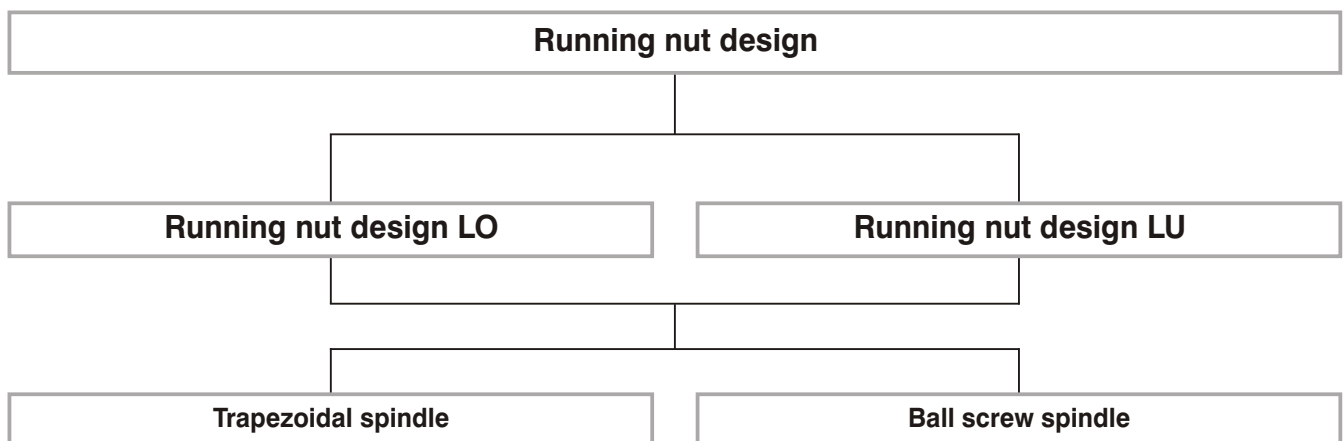 Running nut design
Running nut design LO
Running nut design LU
Trapezoidal spindle
Ball screw spindle